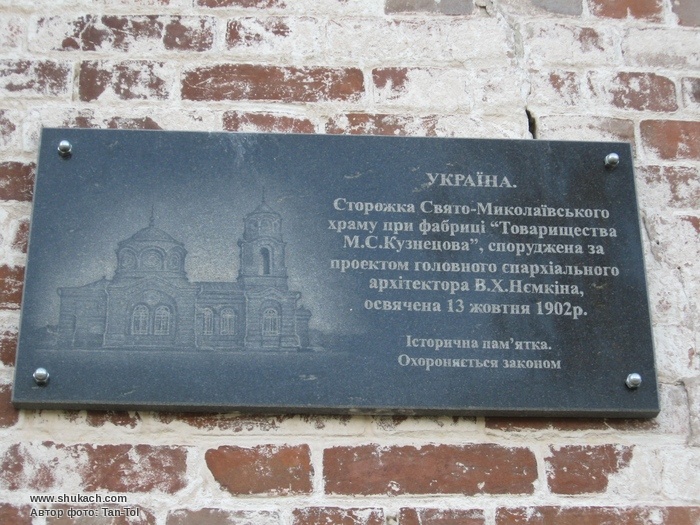 УКРАЇНА.
Сторожка Свято-Миколаївського
храму при фабриці “Товариществa
М.С.Кузнецова”, споруджена за
проектом головного єпархіального
архітектора В.Х.Нємкіна,
освячена 13 жовтня 1902р.
Історична пам’ятка.
Охороняється законом
www.shukach.com
Автор фото: Tan-Tol